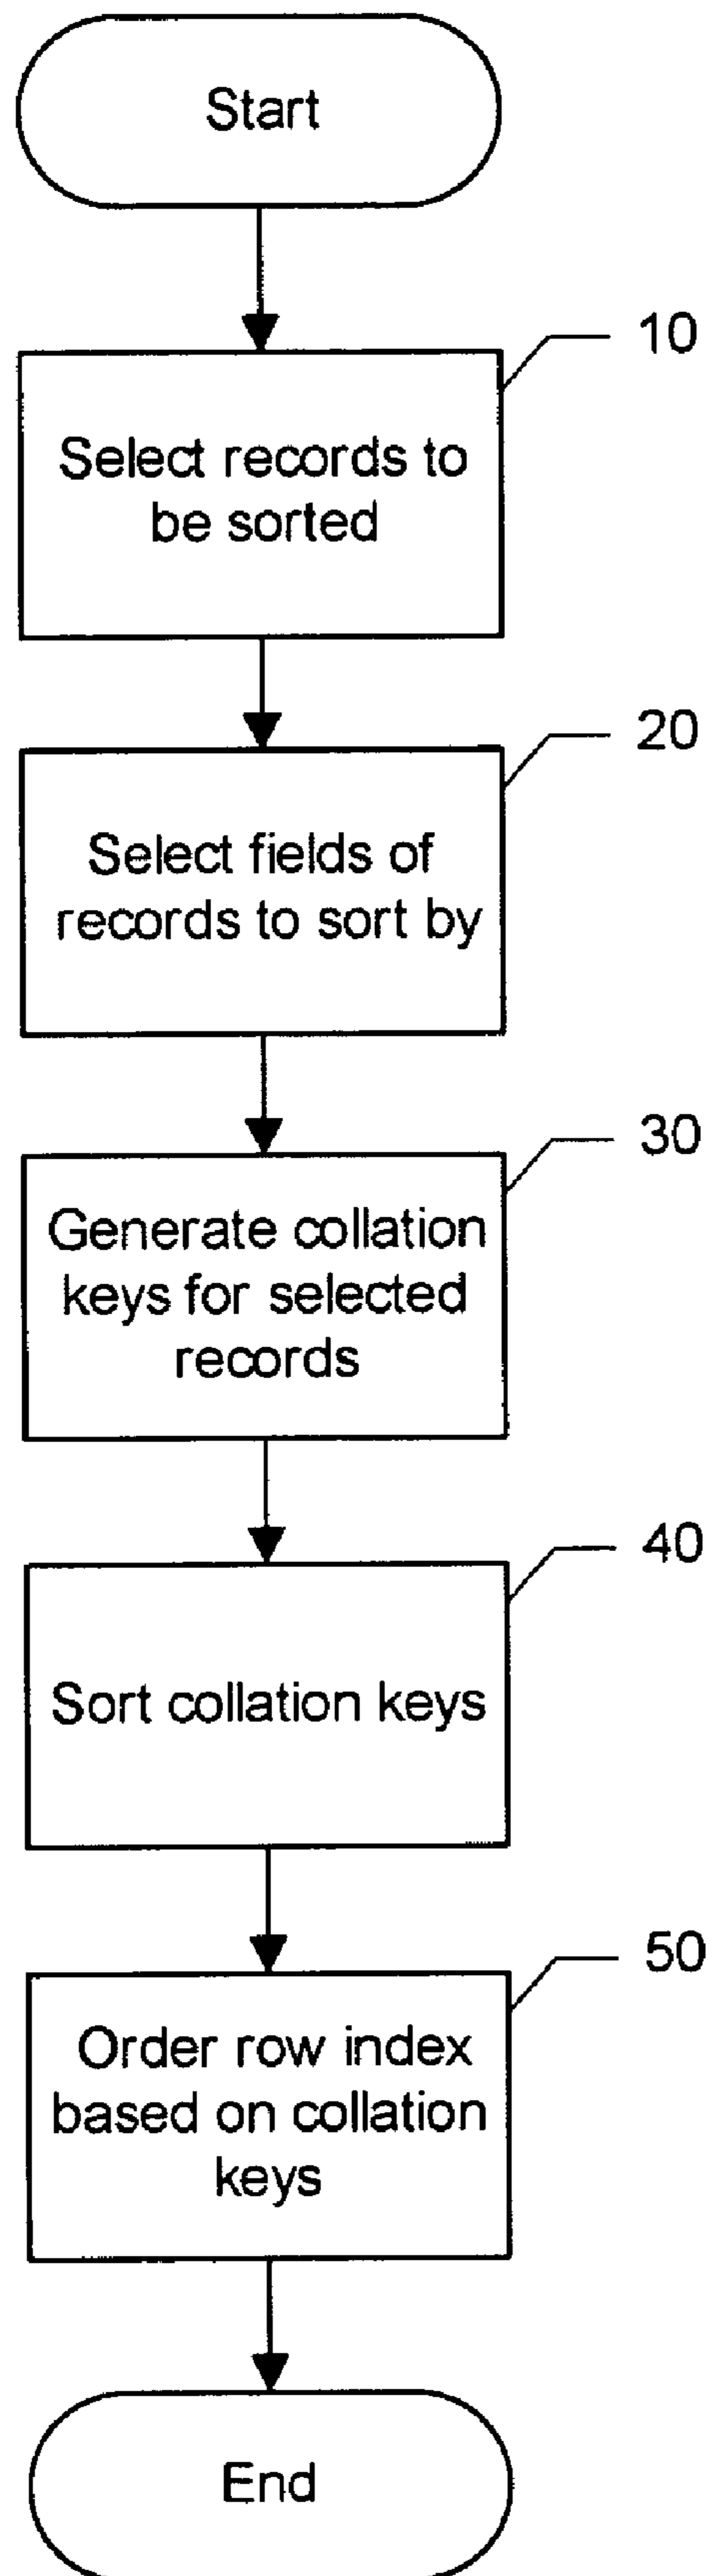 Start
10
Select records to
be sorted
20
Select fields of
records to sort by
30
Generate collation
keys for selected
records
40
Sort collation keys
50
Order row index
based on collation
keys
End